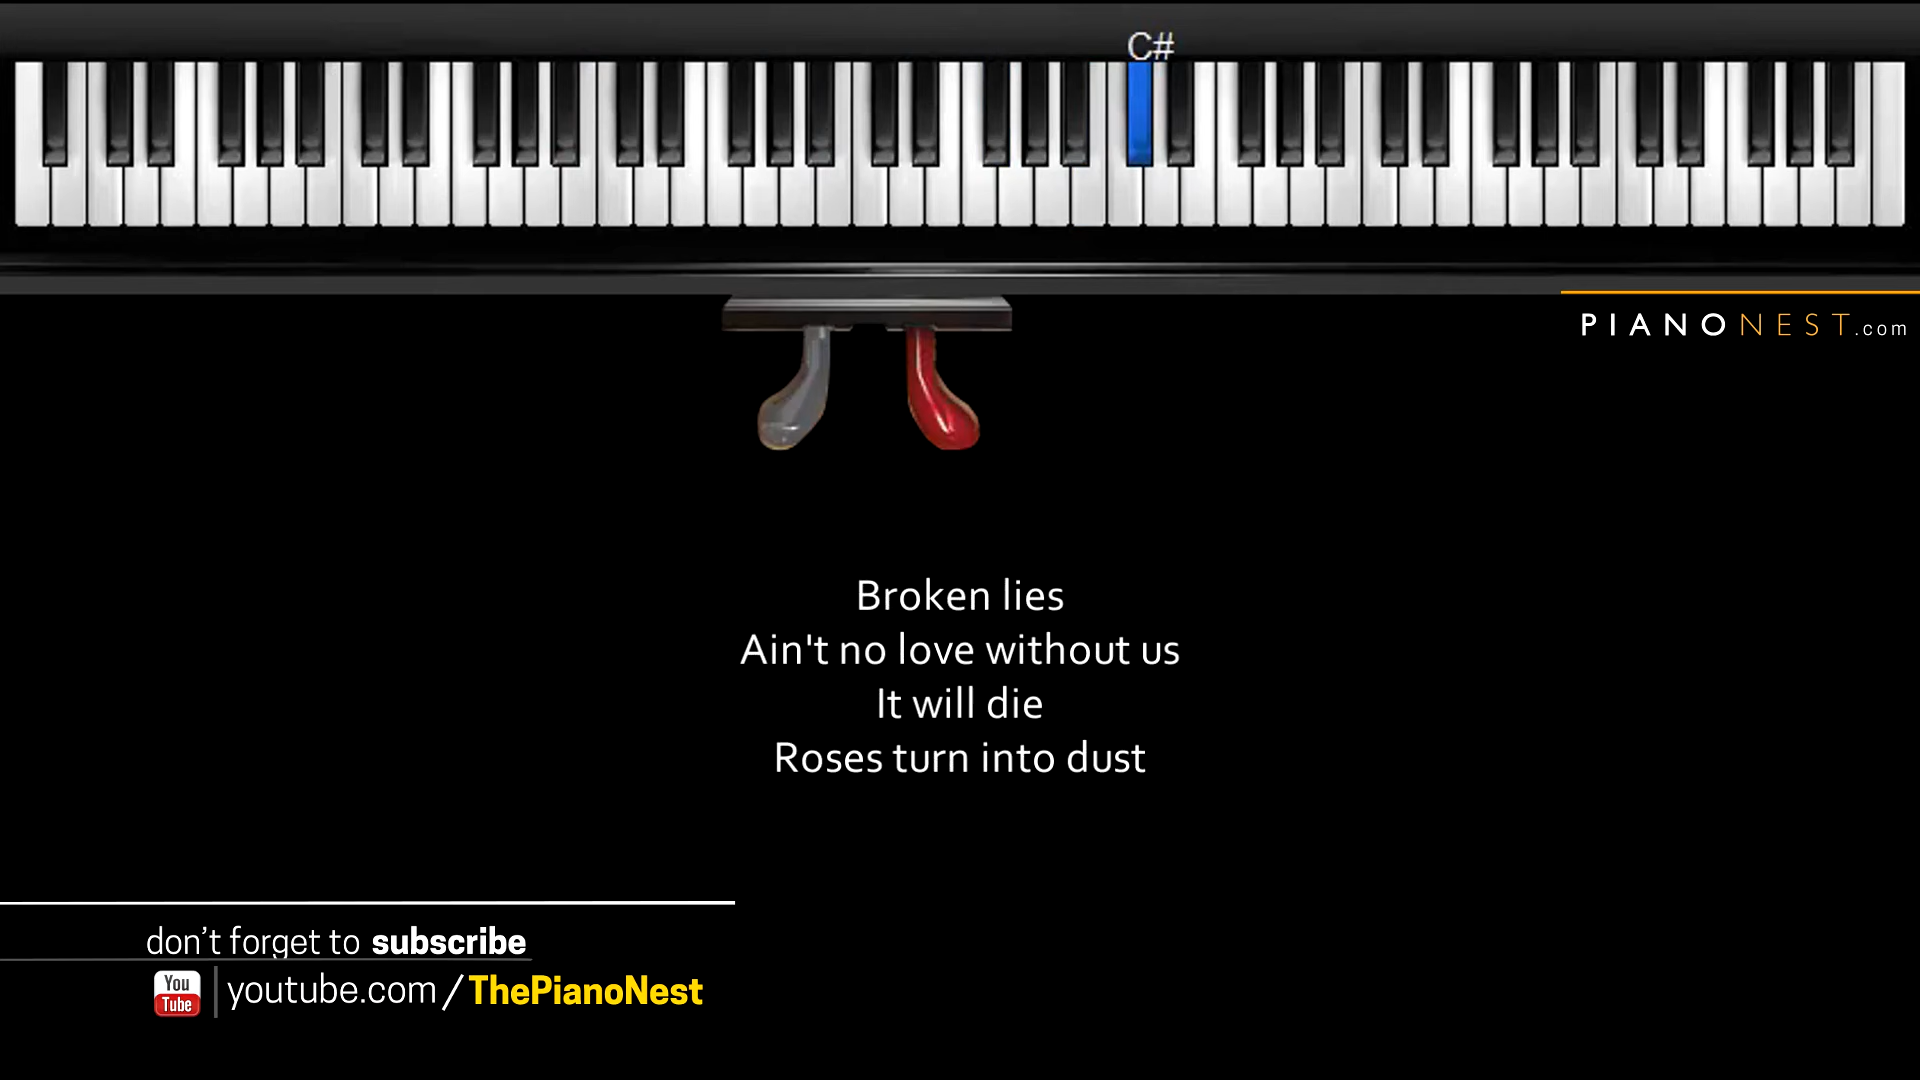 C#
PIANONEST.com
Broken lies
Ain't no love without us
It will die
Roses turn into dust
don't forget to subscribe
You
Tube
youtube.com/ThePianoNest